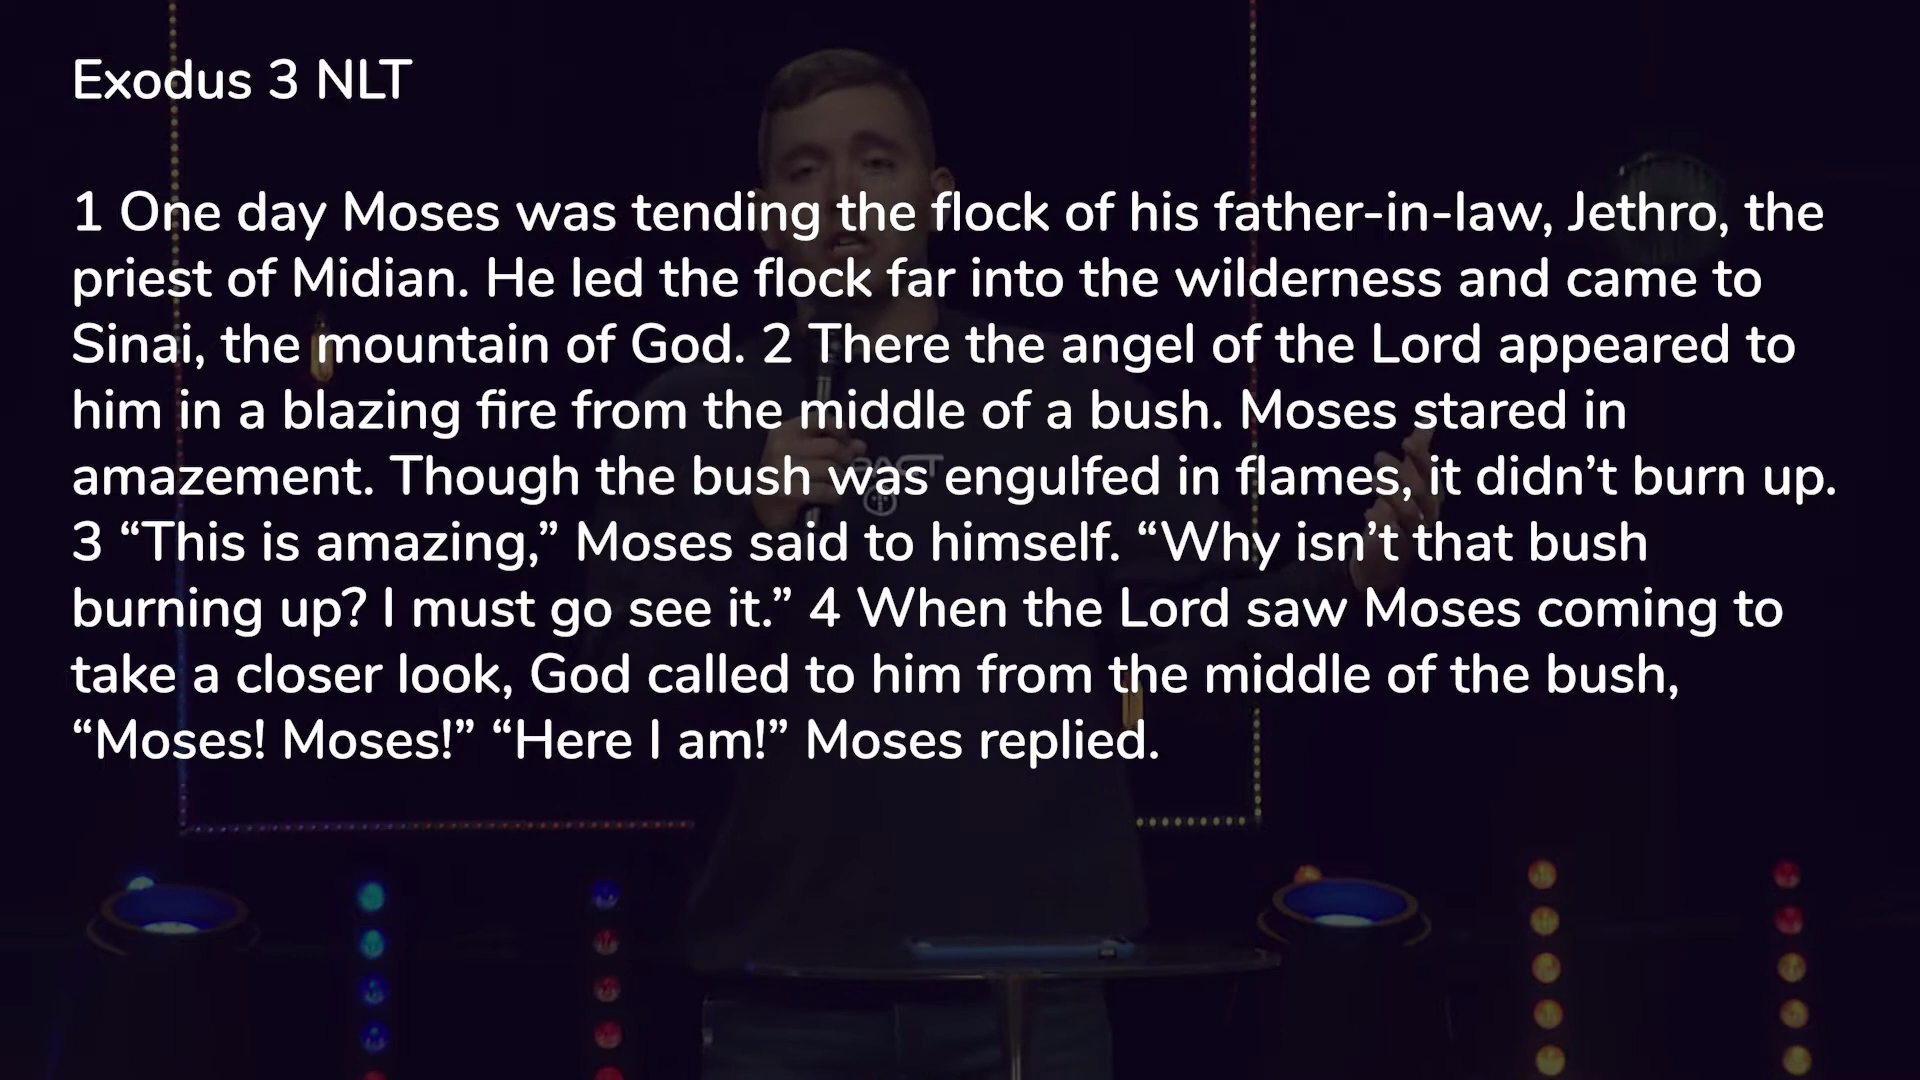 Exodus 3 NLT
1 One day Moses was tending the flock of his father-in-law, Jethro, the
priest of Midian. He led the flock far into the wilderness and came to
Sinai, the mountain of God. 2 There the angel of the Lord appeared to
him in a blazing fire from the middle of a bush. Moses stared in
amazement. Though the bush was engulfed in flames, it didn’t burn up.
3 “This is amazing,” Moses said to himself. “Why isn’t that bush
burning up? I must go see it.” 4 When the Lord saw Moses coming to
take a closer look, God called to him from the middle of the bush,
“Moses! Moses!” “Here I am!” Moses replied.